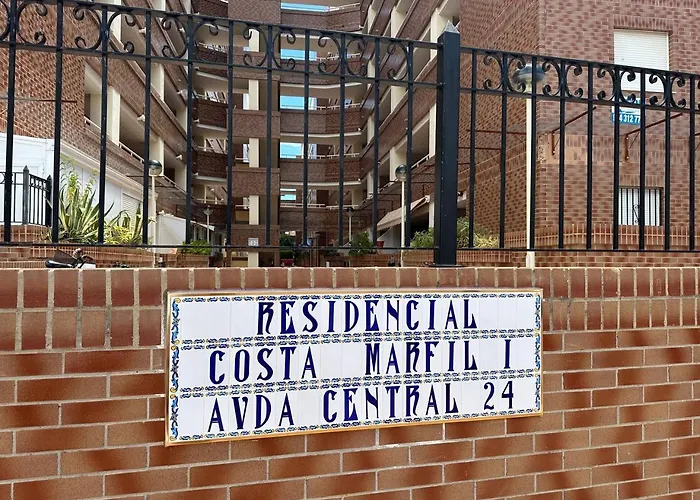 RESIDENCIAL
COSTA MARFIL I
AVDA CENTRAL 24